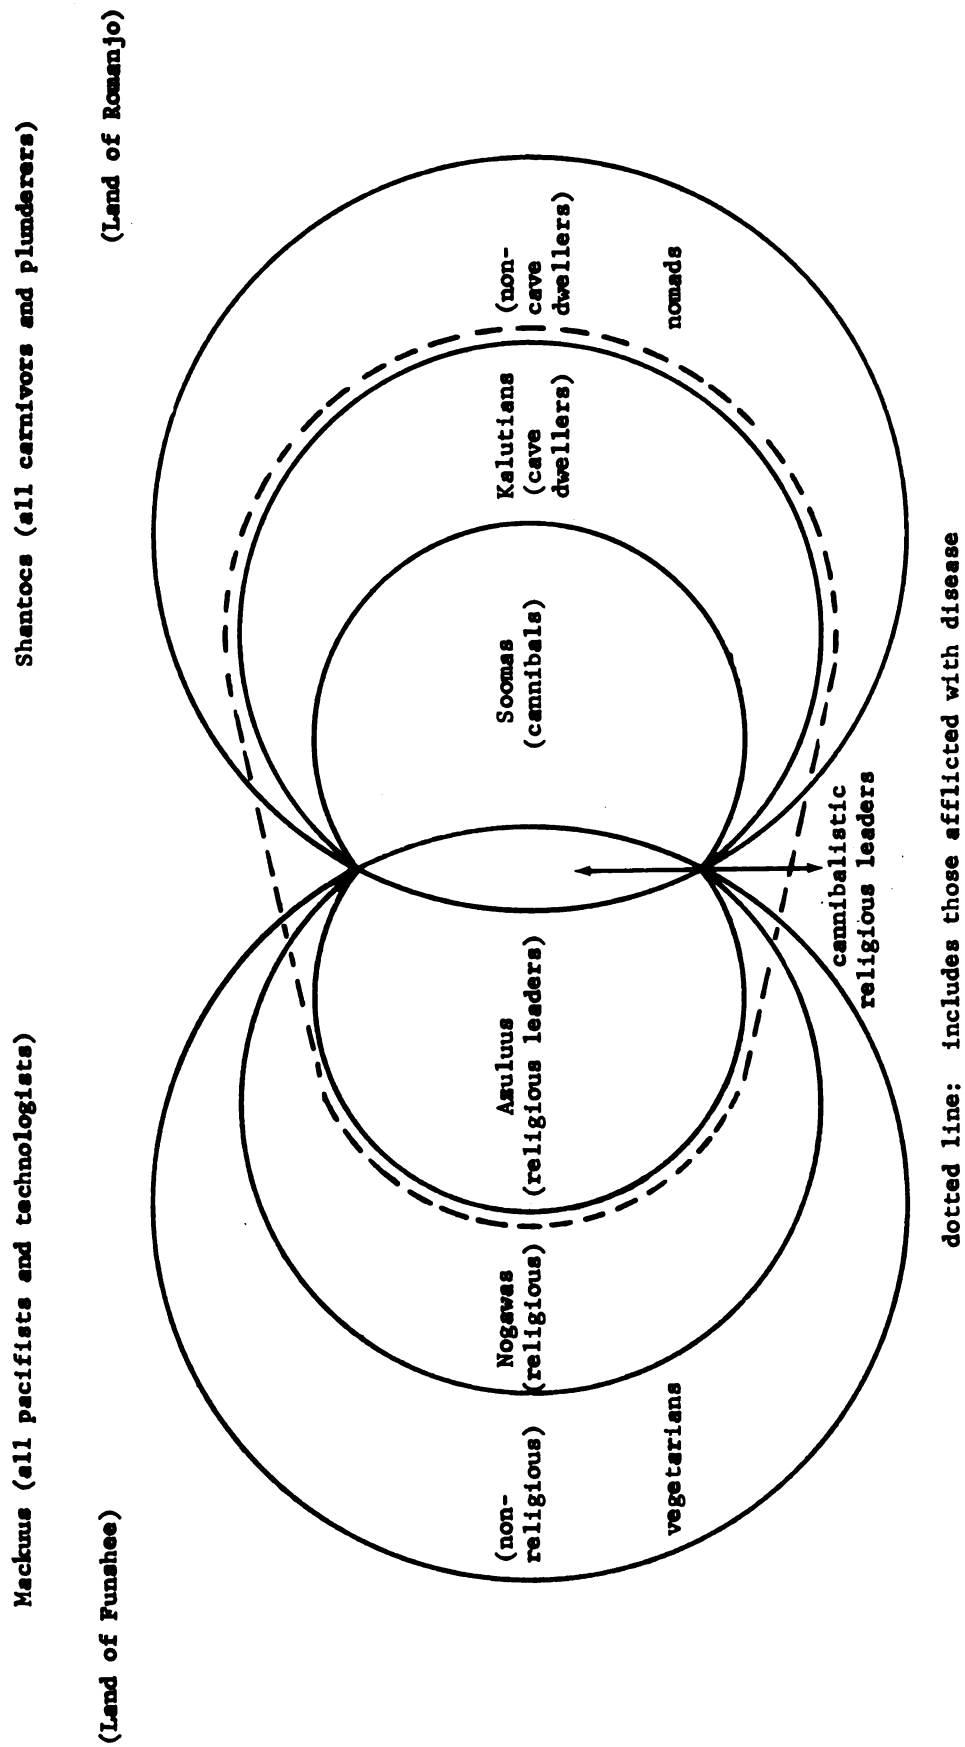 Mackuus (all pacifists and technologists)
Shantocs (all carnivors and plunderers)
(Land of Funshee)
(Land of Romanjo)
(non-
religious)
vegetarians
Nogawas
(religious)
Azuluus
(religious leaders)
Soomas
(cannibals)
Kalutians
(cave
dwellers)
(non-
cave
dwellers)
nomads
cannibalistic
religious leaders
dotted line: includes those afflicted with disease